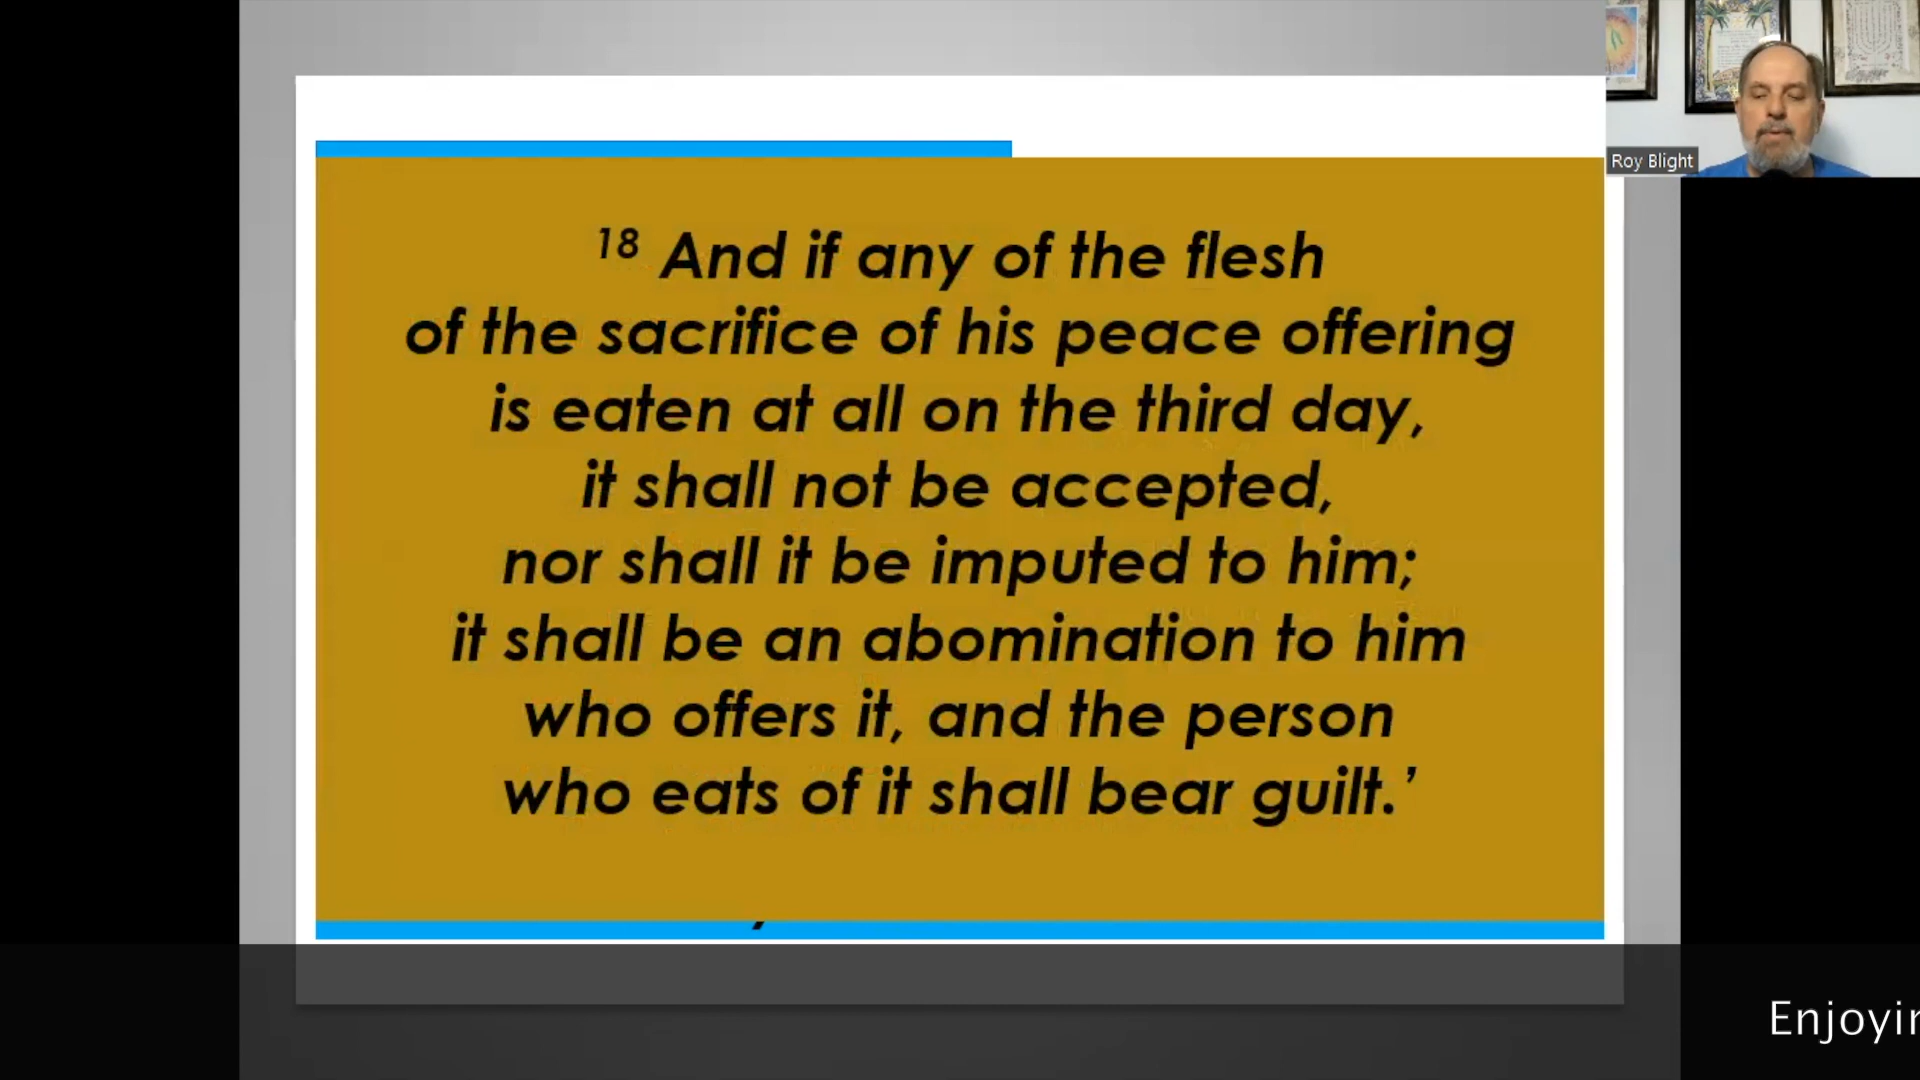 18 And if any of the flesh
of the sacrifice of his peace offering
is eaten at all on the third day,
it shall not be accepted,
nor shall it be imputed to him;
it shall be an abomination to him
who offers it, and the person
who eats of it shall bear guilt.’
Roy Blight